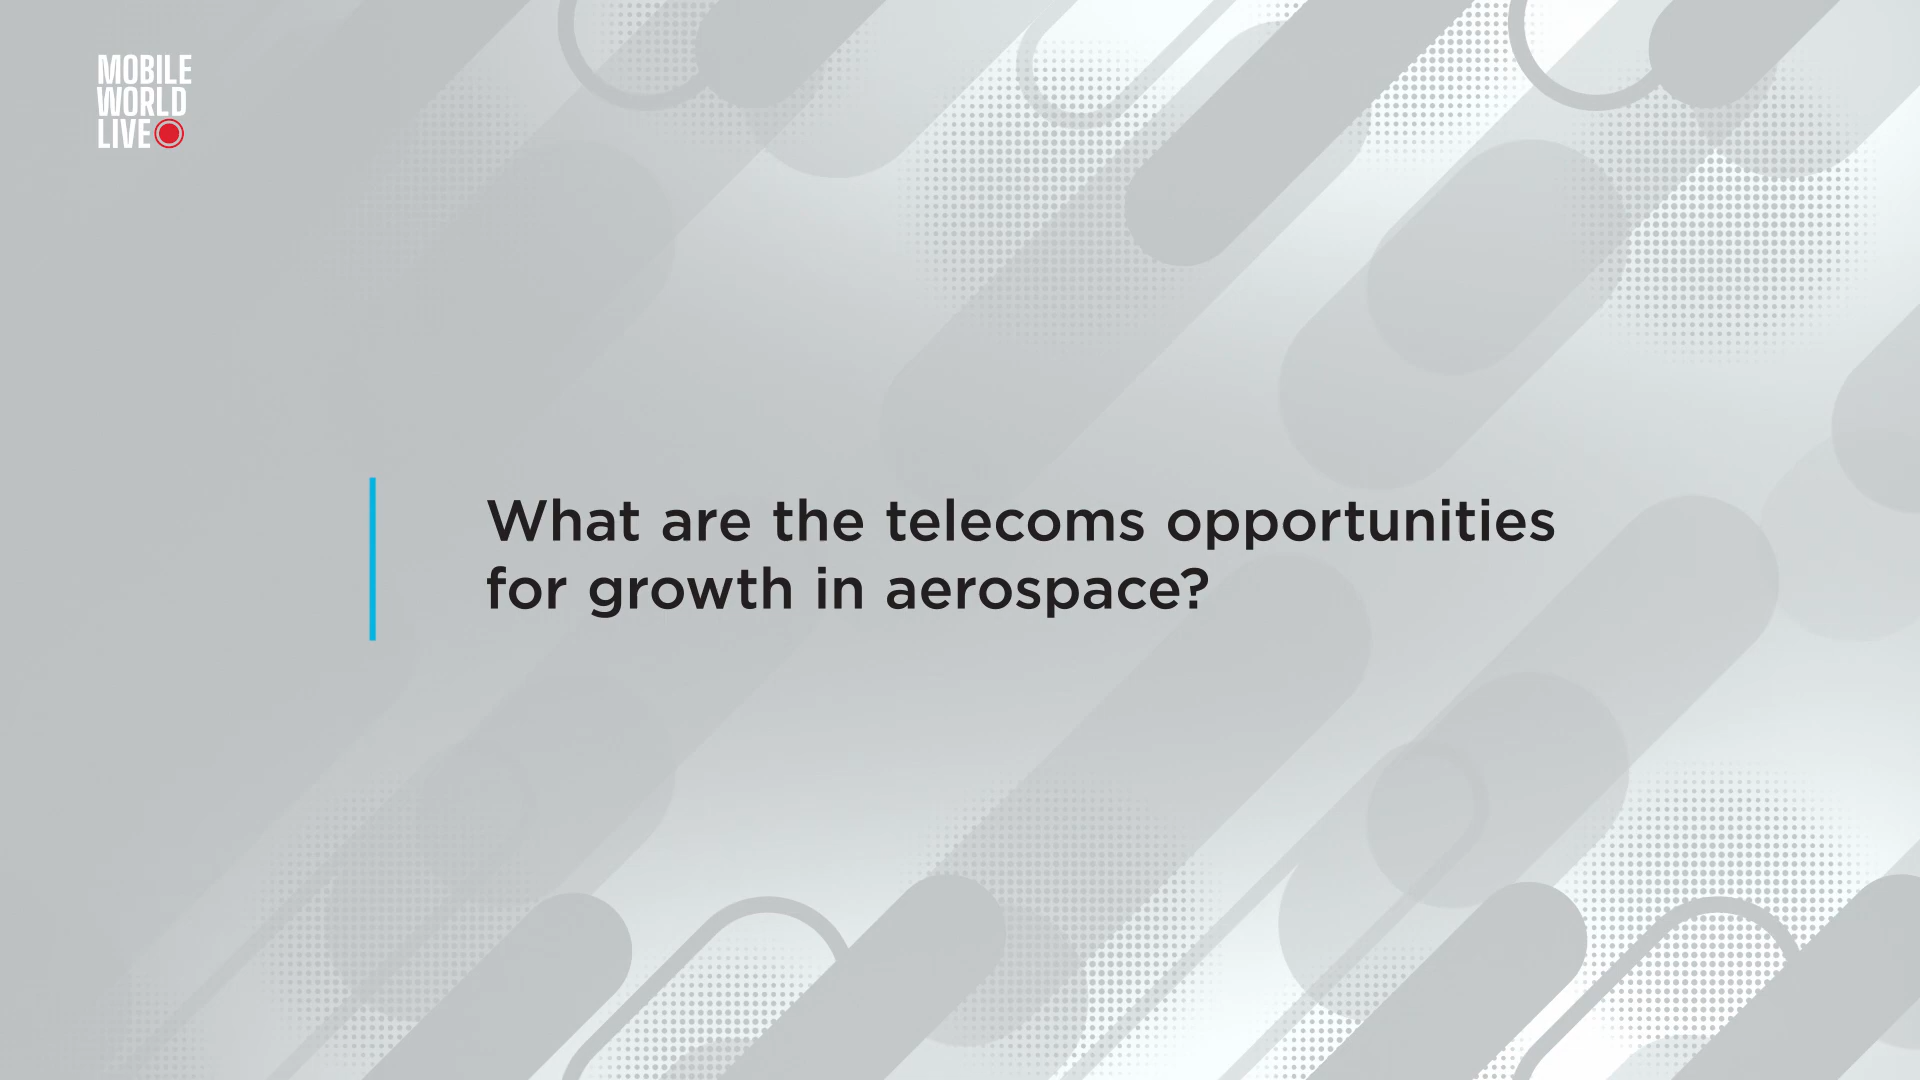 MOBILE
WORLD
LIVE
What are the telecoms opportunities
for growth in aerospace?